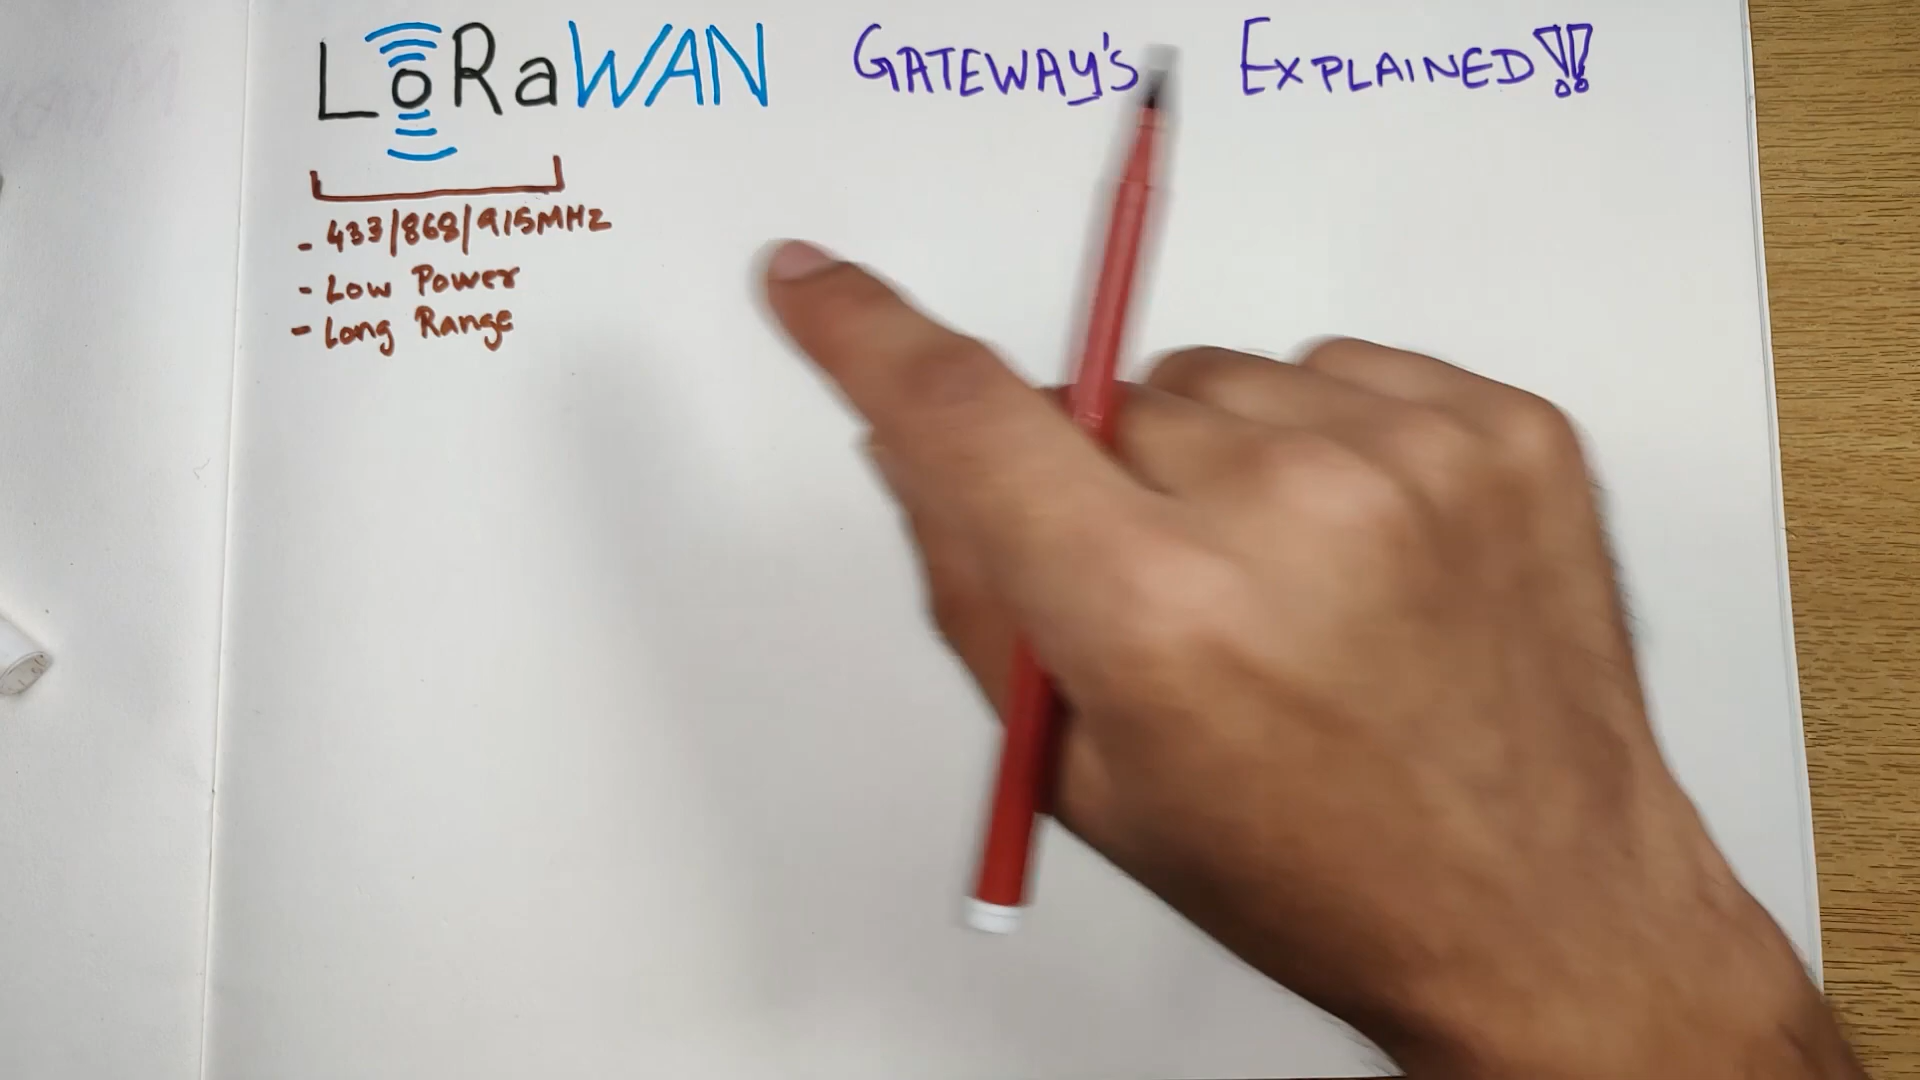 LoRaWAN GATEWAY'S EXPLAINED!!
- 433/868/915MHz
- Low Power
- Long Range